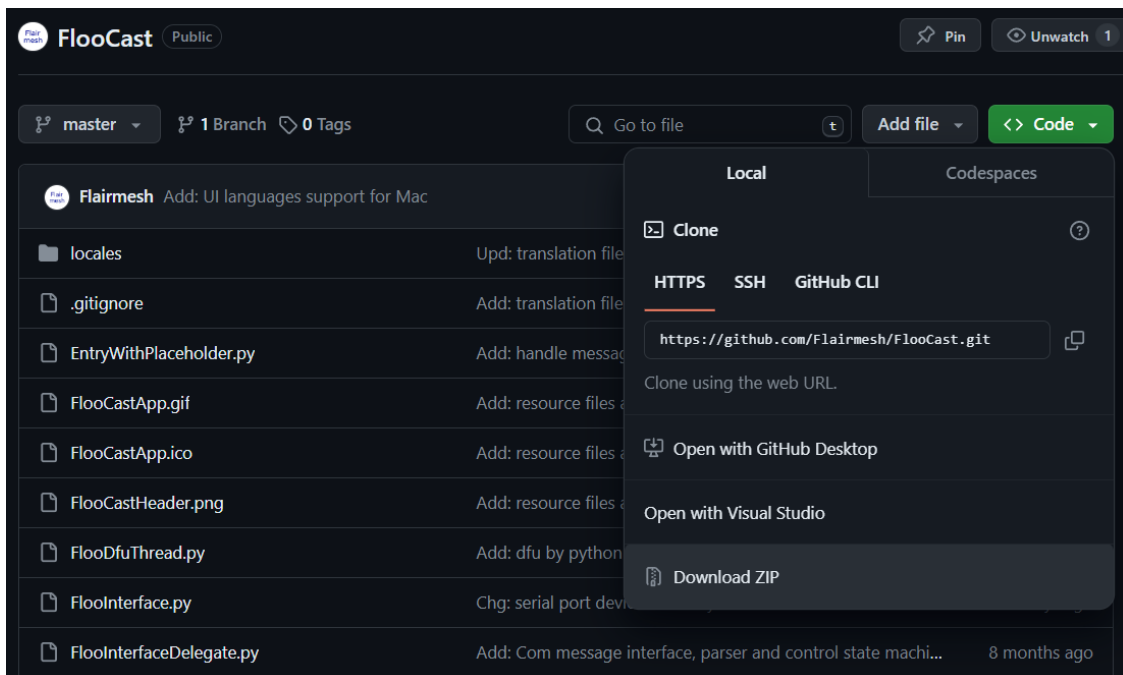 Flair mesh FlooCast Public Pin Unwatch 1
master 1 Branch 0 Tags Go to file t Add file <> Code
Flair mesh Flairmesh Add: UI languages support for Mac
locales Upd: translation file
.gitignore Add: translation file
EntryWithPlaceholder.py Add: handle messag
FlooCastApp.gif Add: resource files
FlooCastApp.ico Add: resource files
FlooCastHeader.png Add: resource files
FlooDfuThread.py Add: dfu by python
FlooInterface.py Chg: serial port devi
FlooInterfaceDelegate.py Add: Com message interface, parser and control state machi... 8 months ago
Local Codespaces
Clone
HTTPS SSH GitHub CLI
https://github.com/Flairmesh/FlooCast.git
Clone using the web URL.
Open with GitHub Desktop
Open with Visual Studio
Download ZIP